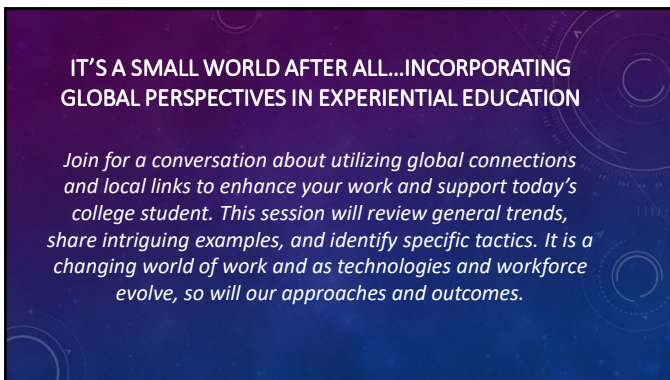 IT’S A SMALL WORLD AFTER ALL…INCORPORATING
GLOBAL PERSPECTIVES IN EXPERIENTIAL EDUCATION
Join for a conversation about utilizing global connections
and local links to enhance your work and support today’s
college student. This session will review general trends,
share intriguing examples, and identify specific tactics. It is a
changing world of work and as technologies and workforce
evolve, so will our approaches and outcomes.